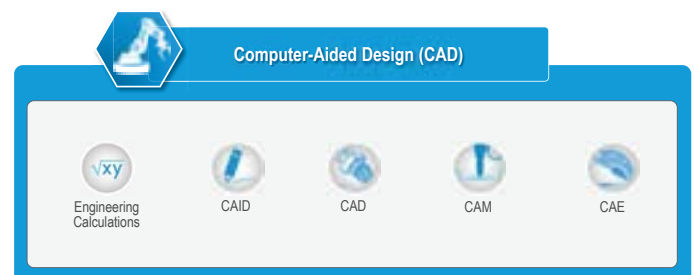 Computer-Aided Design (CAD)
√xy
Engineering
Calculations
CAID
CAD
CAM
CAE